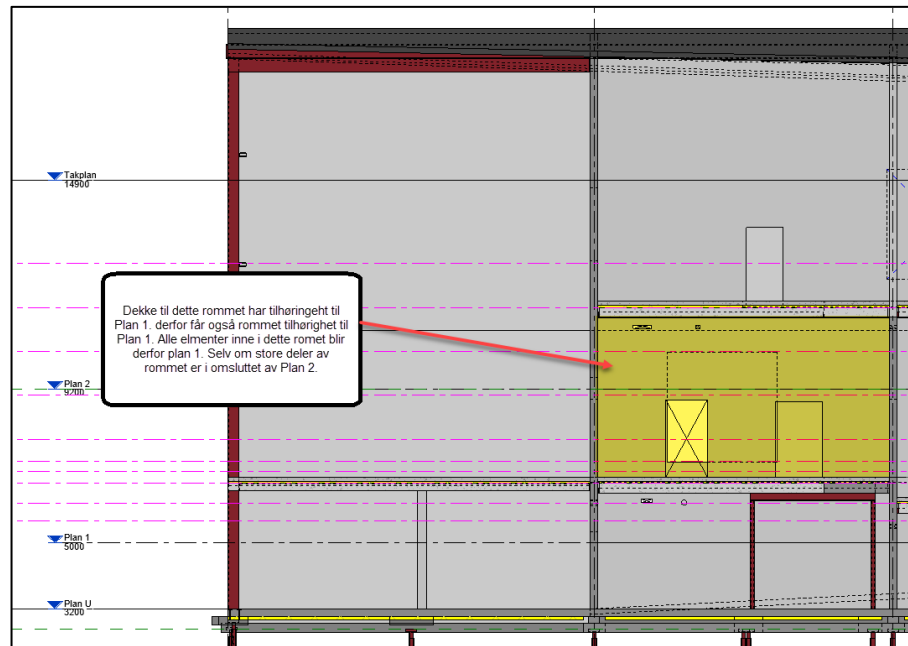 Takplan
14900
Dekke til dette rommet har tilhøringeht til
Plan 1. derfor får også rommet tilhørighet til
Plan 1. Alle elmenter inne i dette romet blir
derfor plan 1. Selv om store deler av
rommet er i omsluttet av Plan 2.
Plan 2
9200
Plan 1
5000
Plan U
3200